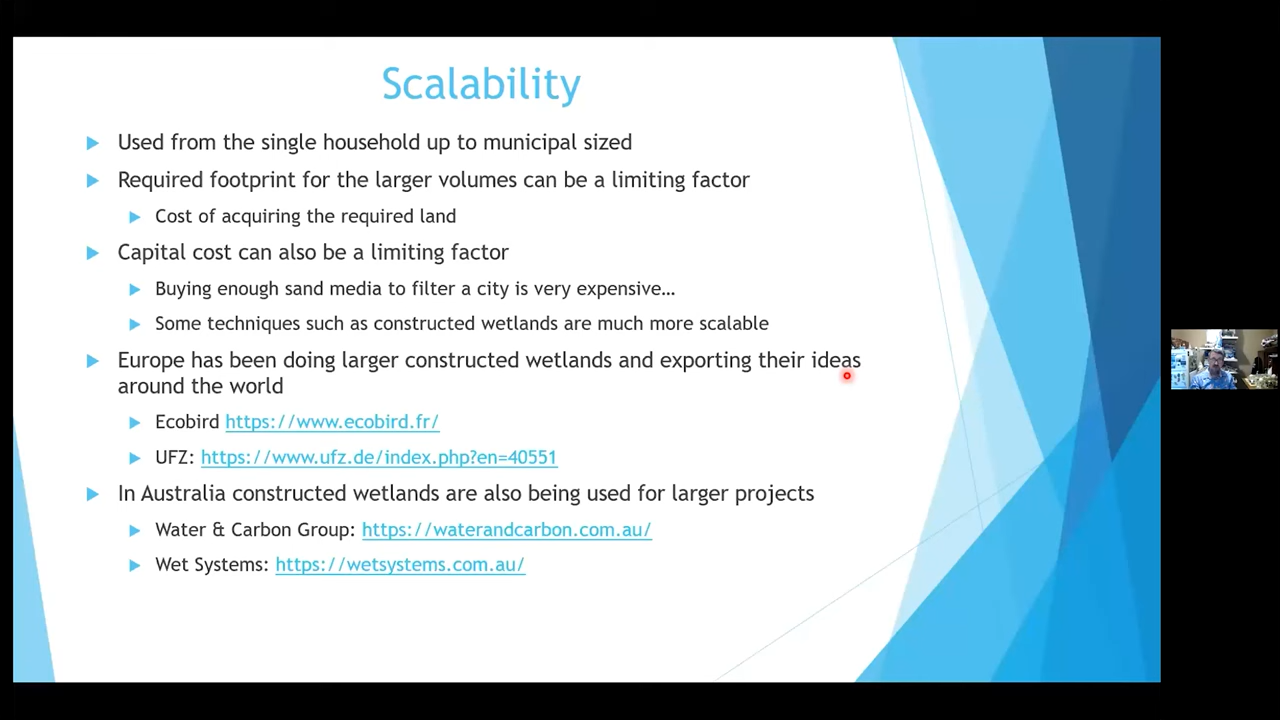 Scalability
Used from the single household up to municipal sized
Required footprint for the larger volumes can be a limiting factor
Cost of acquiring the required land
Capital cost can also be a limiting factor
Buying enough sand media to filter a city is very expensive…
Some techniques such as constructed wetlands are much more scalable
Europe has been doing larger constructed wetlands and exporting their ideas
around the world
Ecobird https://www.ecobird.fr/
UFZ: https://www.ufz.de/index.php?en=40551
In Australia constructed wetlands are also being used for larger projects
Water & Carbon Group: https://waterandcarbon.com.au/
Wet Systems: https://wetsystems.com.au/